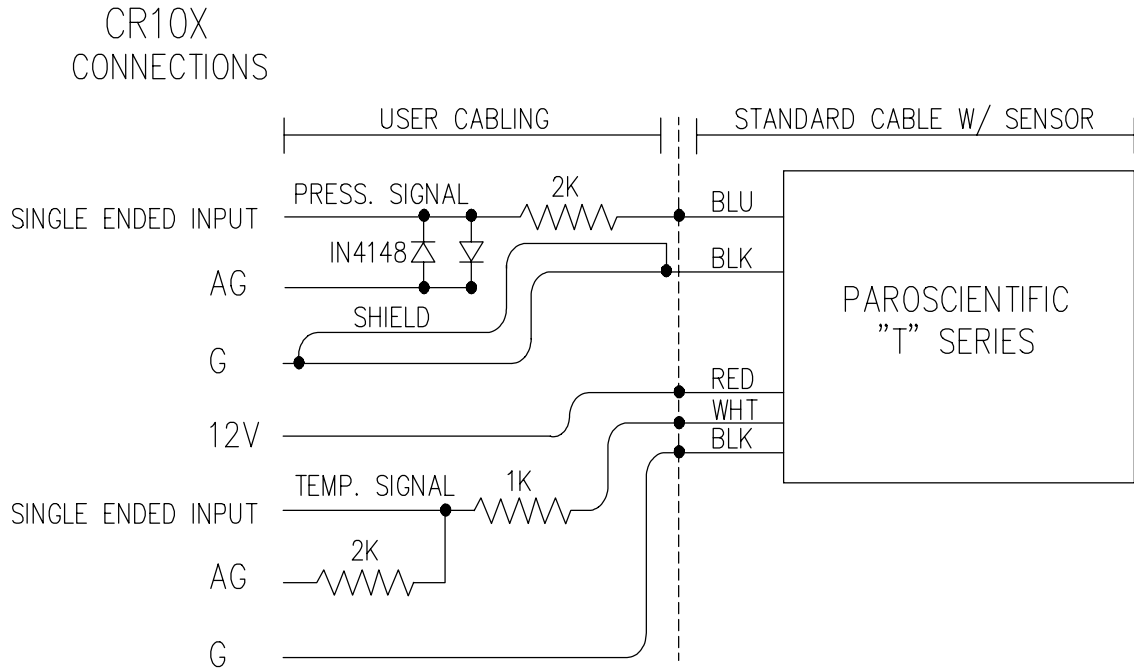 CR10X
CONNECTIONS
USER CABLING
STANDARD CABLE W/ SENSOR
PRESS. SIGNAL
2K
BLU
SINGLE ENDED INPUT
IN4148
BLK
AG
PAROSCIENTIFIC
"T" SERIES
SHIELD
G
RED
WHT
12V
BLK
TEMP. SIGNAL
1K
SINGLE ENDED INPUT
2K
AG
G